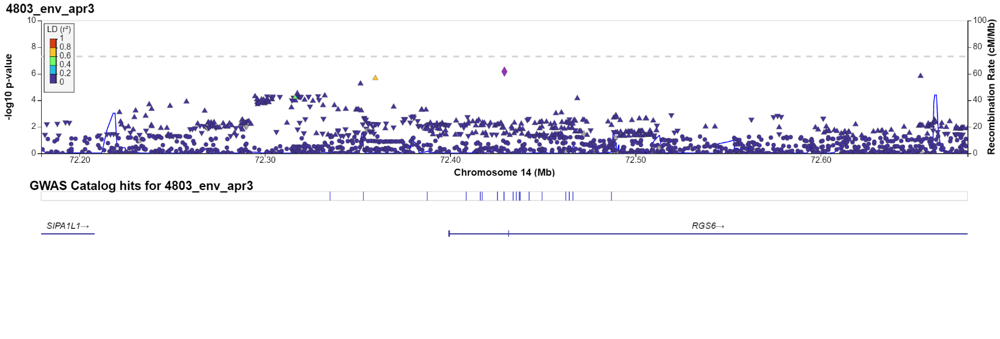 4803_env_apr3
10
8
6
4
2
0
-log10 p-value
LD (r²)
1
0.8
0.6
0.4
0.2
0
100
80
60
40
20
0
Recombination Rate (cM/Mb)
72.20 72.30 72.40 72.50 72.60
Chromosome 14 (Mb)
GWAS Catalog hits for 4803_env_apr3
SIPA1L1→ RGS6→